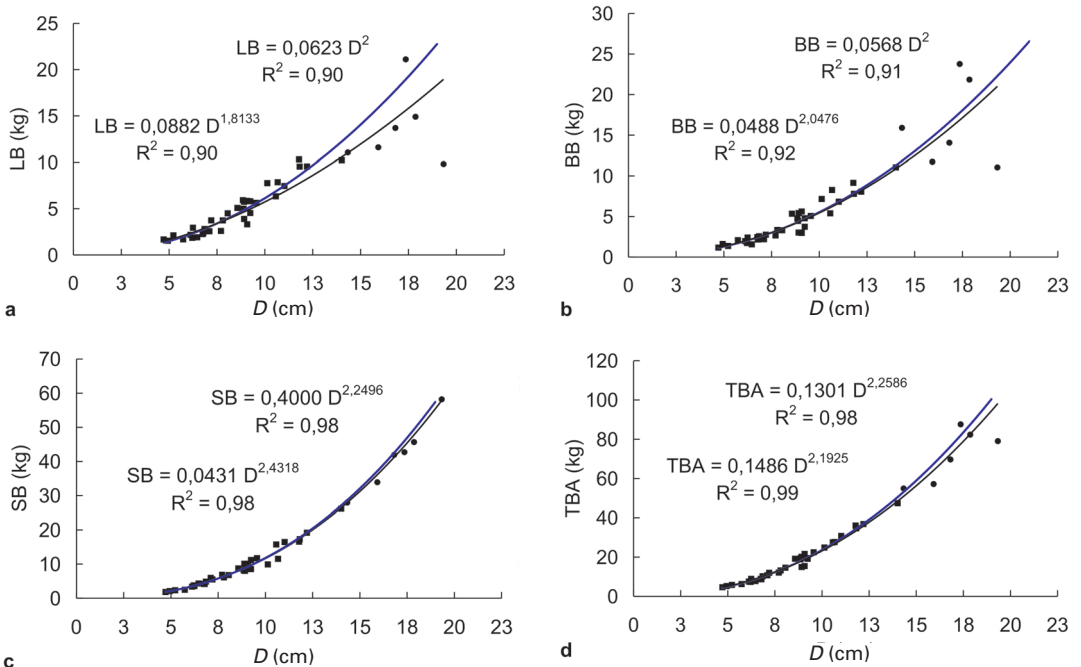 25
20
15
10
5
0
LB (kg)
LB = 0,0623 D²
R² = 0,90
LB = 0,0882 D^1,8133
R² = 0,90
0 3 5 8 10 13 15 18 20 23
D (cm)
a
30
25
20
15
10
5
0
BB (kg)
BB = 0,0568 D²
R² = 0,91
BB = 0,0488 D^2,0476
R² = 0,92
0 3 5 8 10 13 15 18 20 23
D (cm)
b
70
60
50
40
30
20
10
0
SB (kg)
SB = 0,4000 D^2,2496
R² = 0,98
SB = 0,0431 D^2,4318
R² = 0,98
0 3 5 8 10 13 15 18 20 23
D (cm)
c
120
100
80
60
40
20
0
TBA (kg)
TBA = 0,1301 D^2,2586
R² = 0,98
TBA = 0,1486 D^2,1925
R² = 0,99
0 3 5 8 10 13 15 18 20 23
D (cm)
d